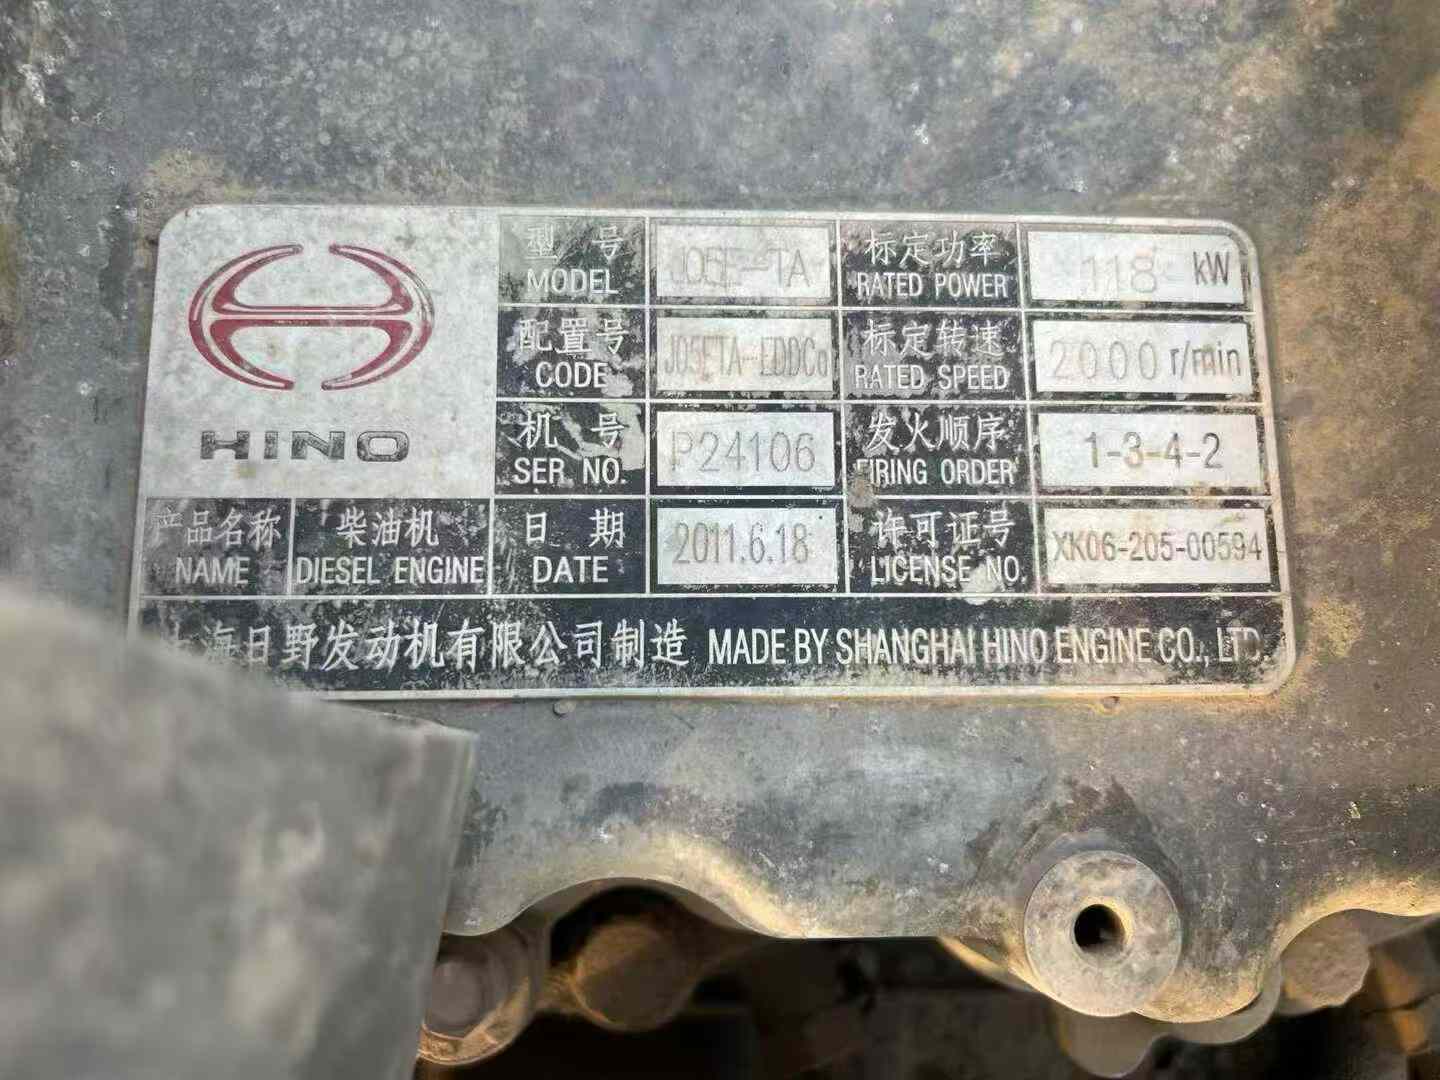 HINO
型 号 J05E-TA 标定功率 118 kW
MODEL RATED POWER
配置号 标定转速 2000 r/min
CODE RATED SPEED
机 号 P24106 发火顺序 1-3-4-2
SER NO. FIRING ORDER
产品名称 柴油机 日 期 2011.6.18 许可证号 XK06-205-00594
NAME DIESEL ENGINE DATE LICENSE NO.
上海日野发动机有限公司制造 MADE BY SHANGHAI HINO ENGINE CO., LTD.